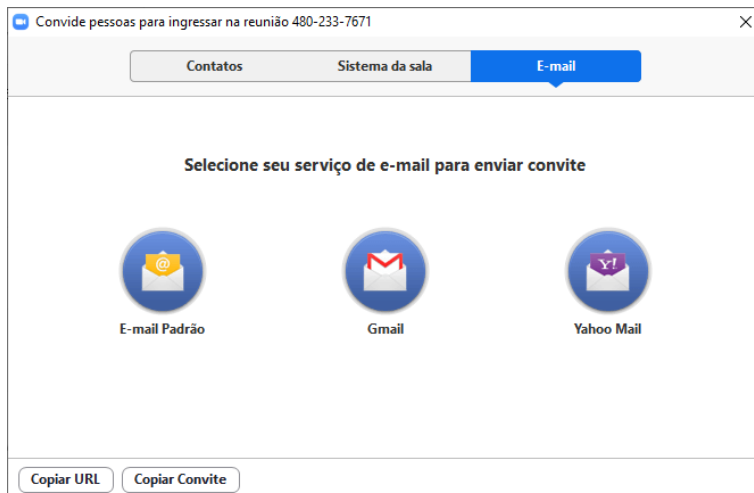 Convide pessoas para ingressar na reunião 480-233-7671
Contatos
Sistema da sala
E-mail
Selecione seu serviço de e-mail para enviar convite
@
Y!
E-mail Padrão
Gmail
Yahoo Mail
Copiar URL
Copiar Convite